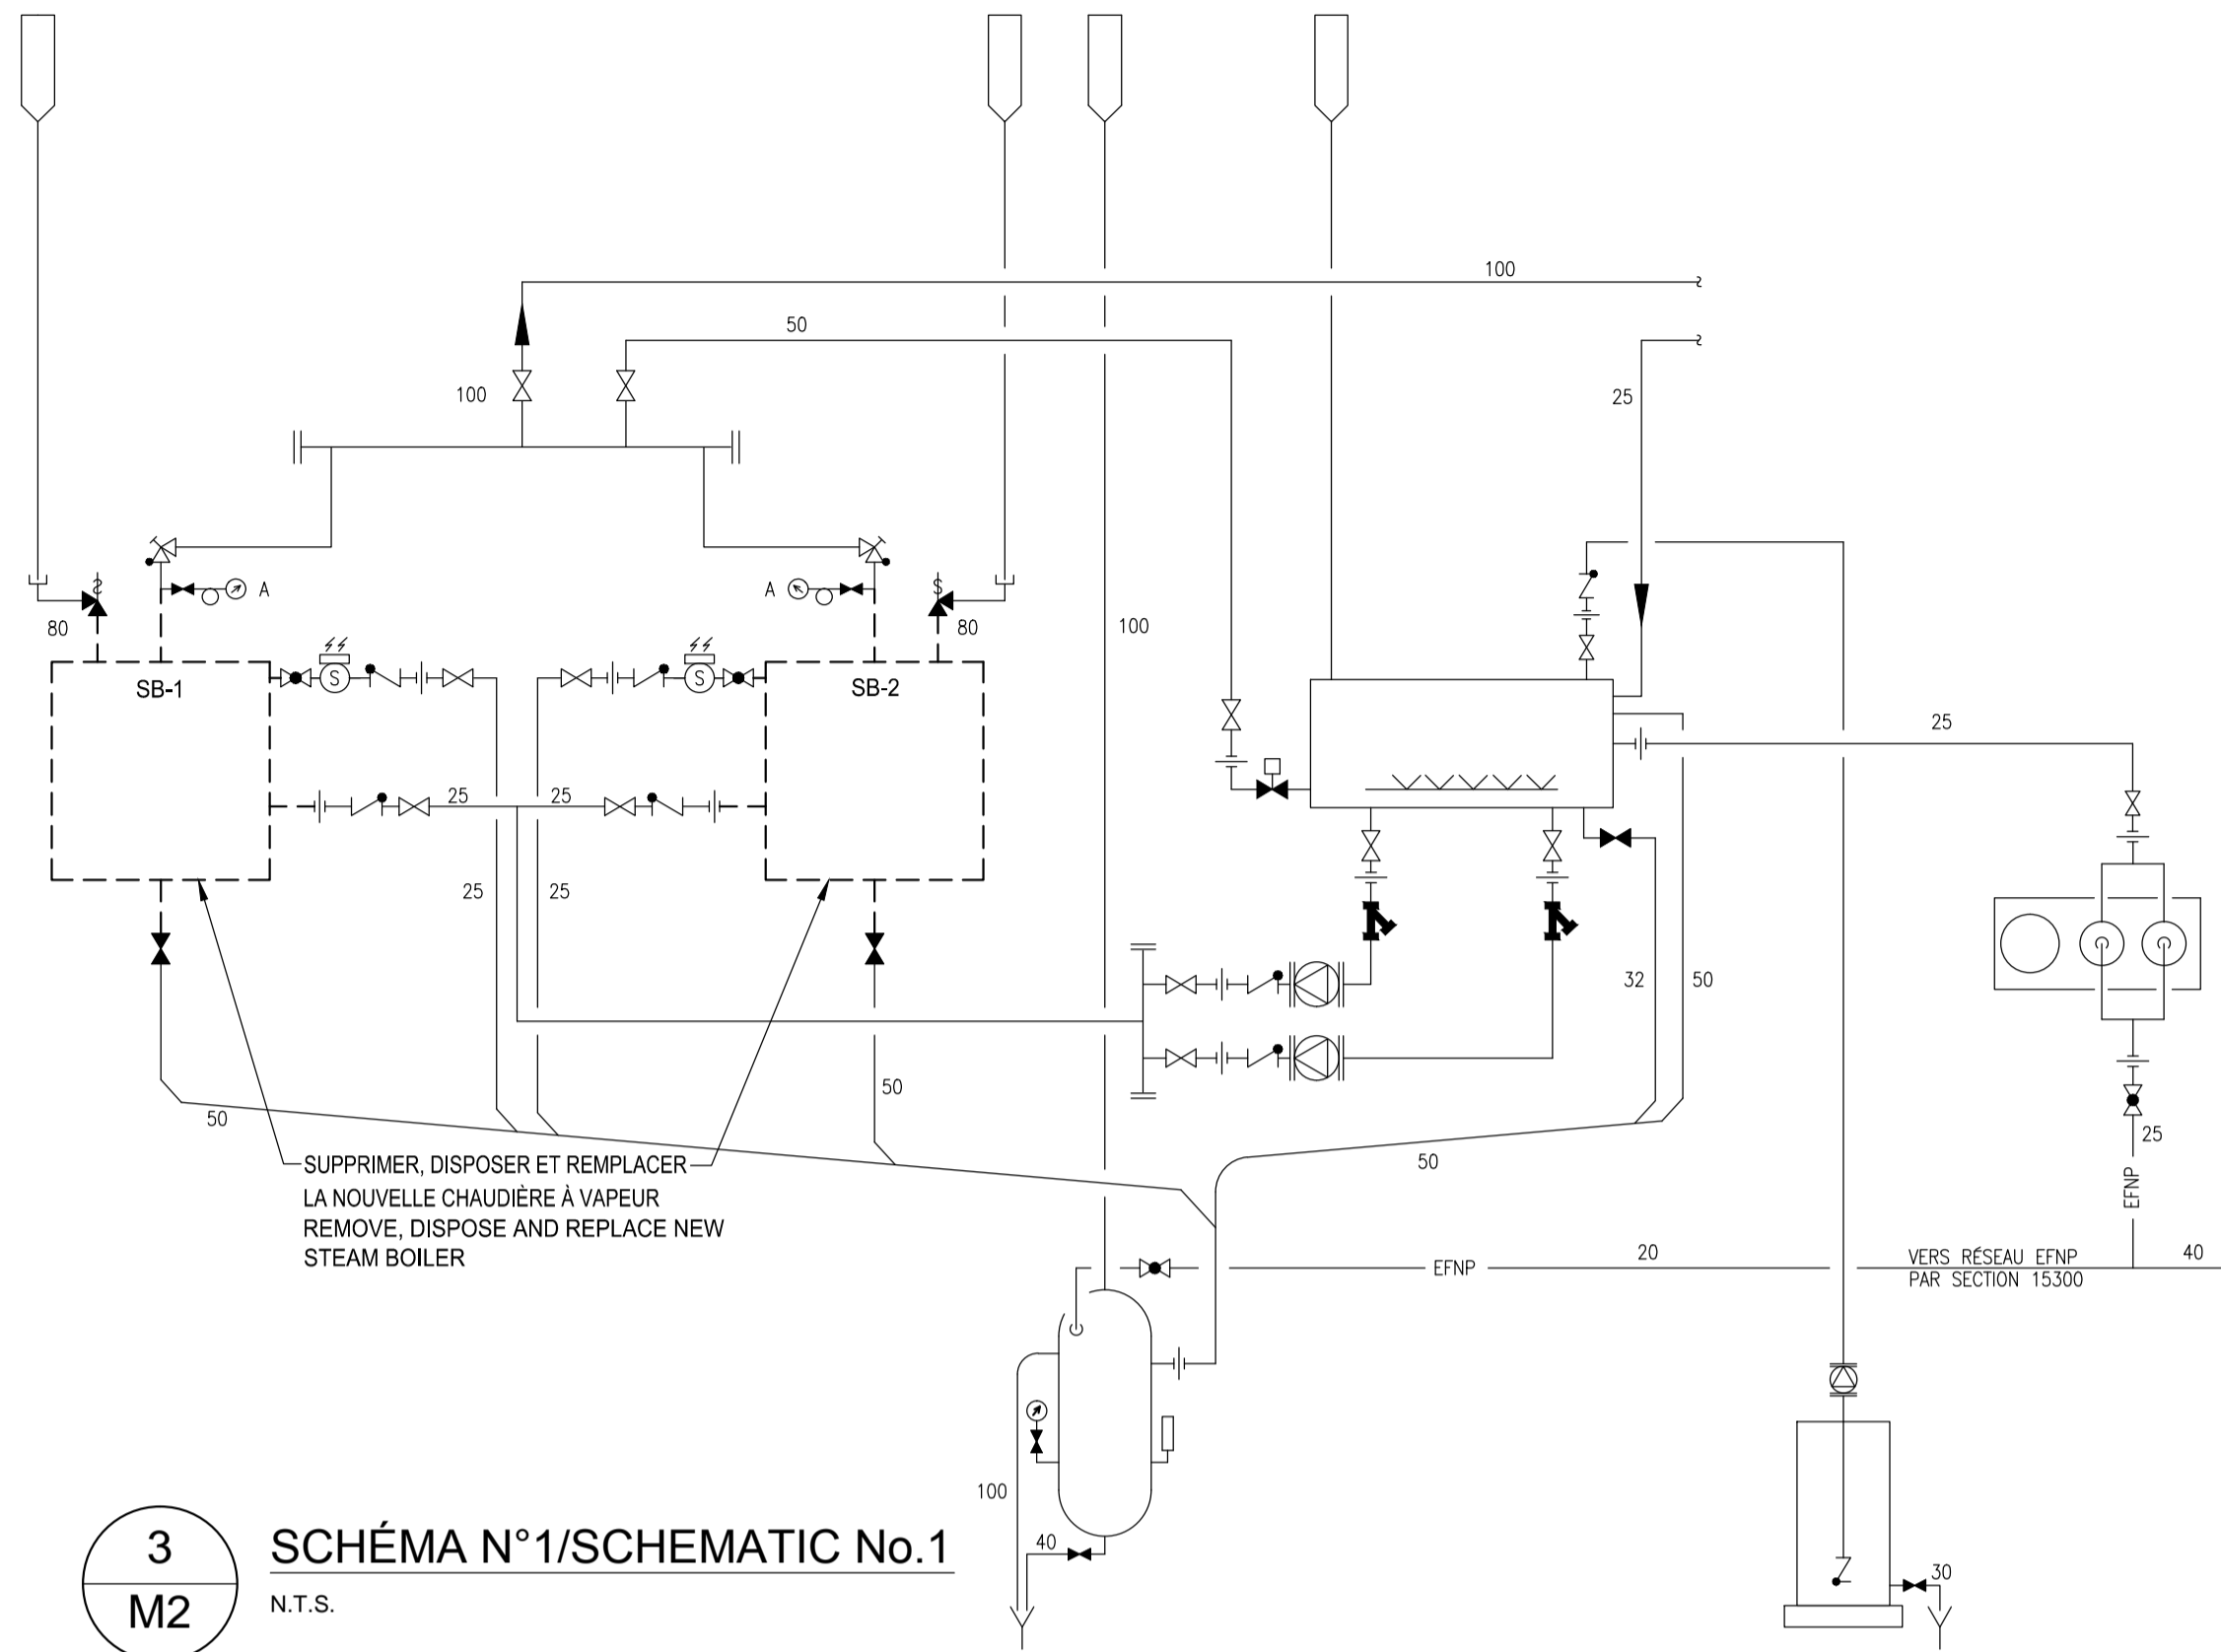 100
50
100
25
A
A
80
80
100
S
S
SB-1
SB-2
25
25
25
25
25
32
50
50
50
25
SUPPRIMER, DISPOSER ET REMPLACER
LA NOUVELLE CHAUDIÈRE À VAPEUR
REMOVE, DISPOSE AND REPLACE NEW
STEAM BOILER
50
EFNP
EFNP
20
VERS RÉSEAU EFNP
PAR SECTION 15300
40
100
40
30
3
M2
SCHÉMA N°1/SCHEMATIC No.1
N.T.S.